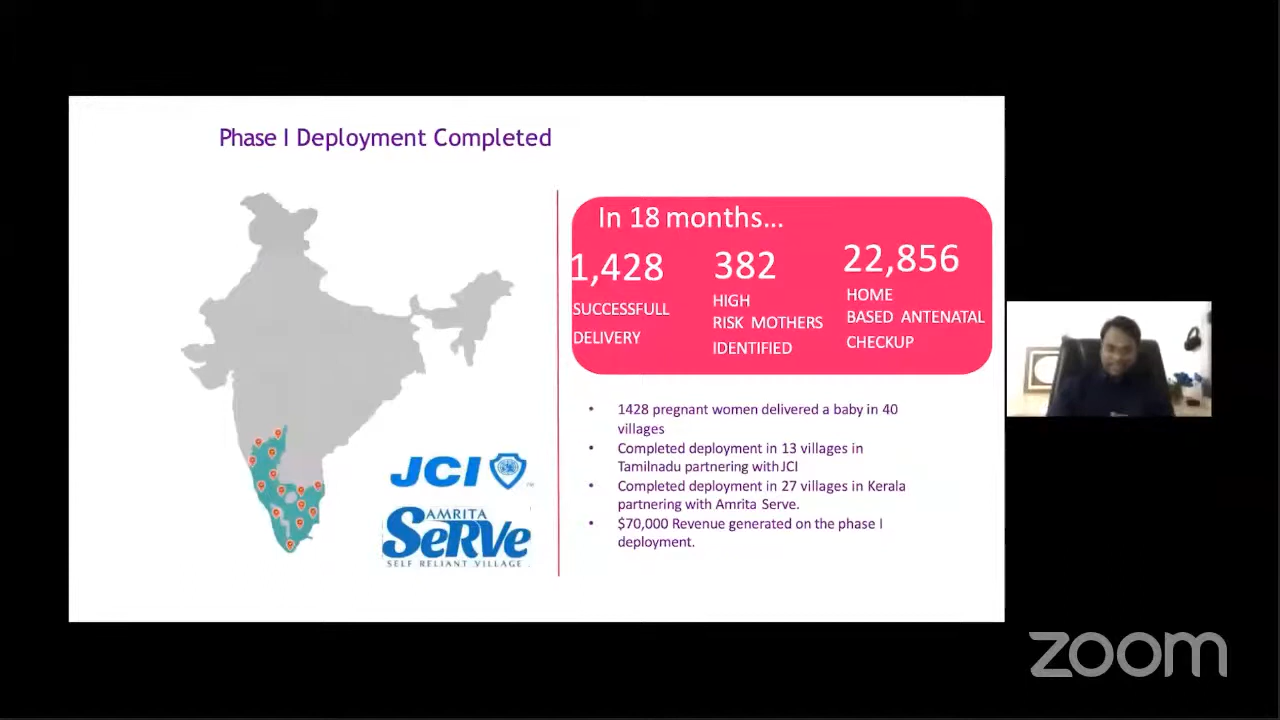 Phase I Deployment Completed
In 18 months...
1,428
SUCCESSFULL
DELIVERY
382
HIGH
RISK MOTHERS
IDENTIFIED
22,856
HOME
BASED ANTENATAL
CHECKUP
• 1428 pregnant women delivered a baby in 40
villages
• Completed deployment in 13 villages in
Tamilnadu partnering with JCI
• Completed deployment in 27 villages in Kerala
partnering with Amrita Serve.
• $70,000 Revenue generated on the phase I
deployment.
JCI
AMRITA
SeRVe
SELF RELIANT VILLAGE
zoom